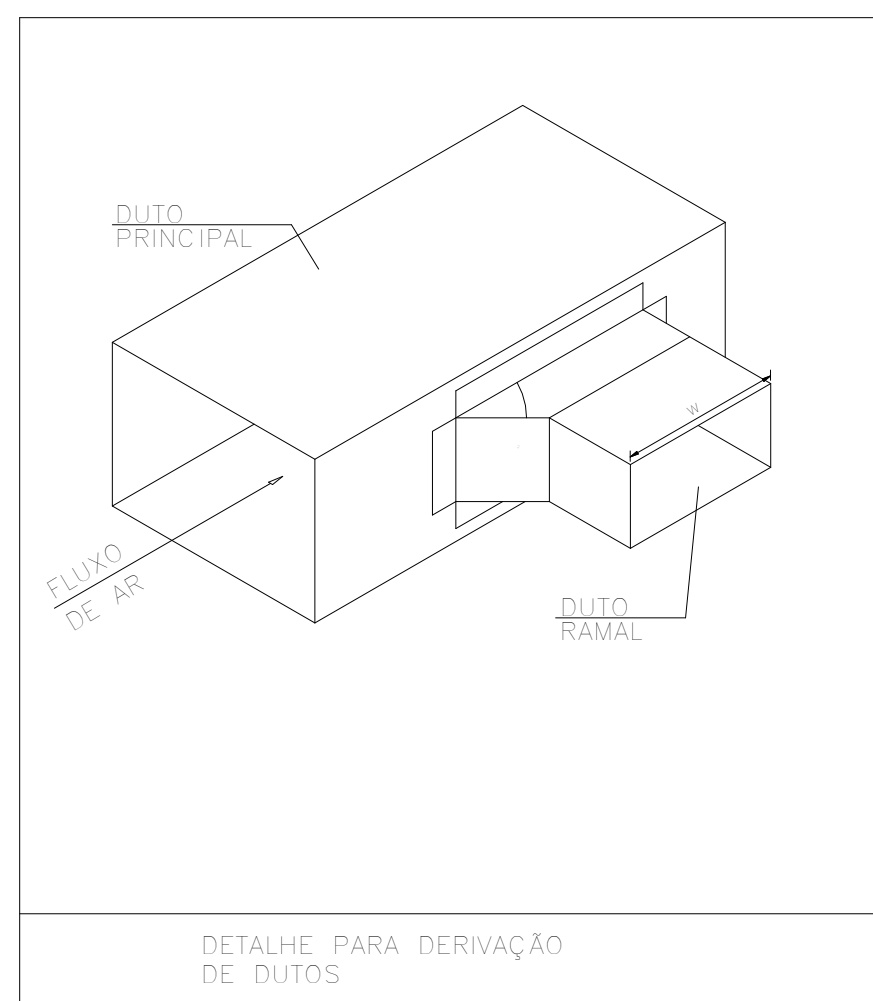 DUTO
PRINCIPAL
W
FLUXO
DE AR
DUTO
RAMAL
DETALHE PARA DERIVAÇÃO
DE DUTOS